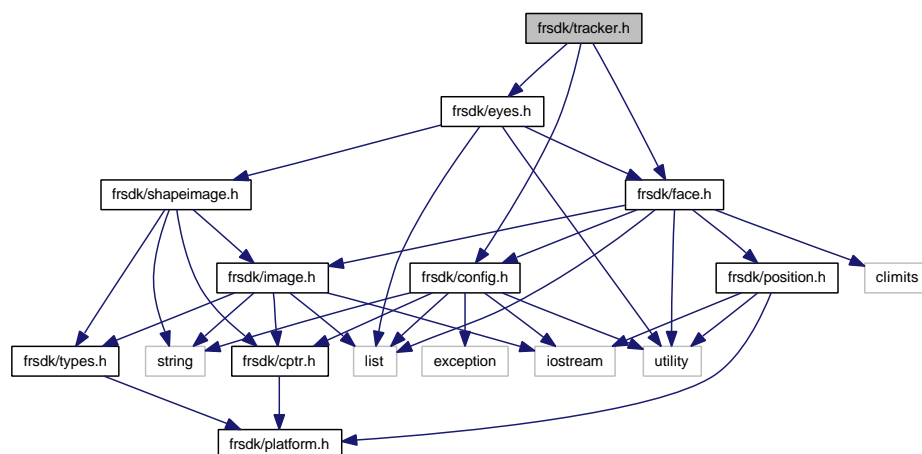 frsdk/tracker.h
frsdk/eyes.h
frsdk/shapeimage.h
frsdk/face.h
frsdk/image.h
frsdk/config.h
frsdk/position.h
climits
frsdk/types.h
string
frsdk/cptr.h
list
exception
iostream
utility
frsdk/platform.h